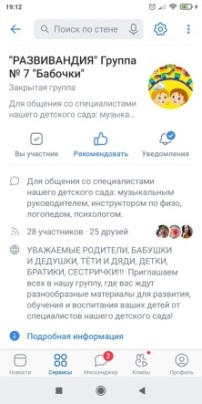 19:12
Поиск по стене
"РАЗВИВАНДИЯ" Группа
№ 7 "Бабочки"
Закрытая группа
Для общения со специалистами
нашего детского сада: музыка...
Вы участник
Рекомендовать
Уведомления
Для общения со специалистами
нашего детского сада: музыкальным
руководителем, инструктором по физо,
логопедом, психологом.
28 участников · 25 друзей
УВАЖАЕМЫЕ РОДИТЕЛИ, БАБУШКИ
И ДЕДУШКИ, ТЁТИ И ДЯДИ, ДЕТКИ,
БРАТИКИ, СЕСТРИЧКИ!!! Приглашаем
всех в нашу группу, где вас ждут
разнообразные материалы для развития,
обучения и воспитания ваших детей от
специалистов нашего детского сада!
Подробная информация
2
Новости
Сервисы
Мессенджер
Клипы
Профиль